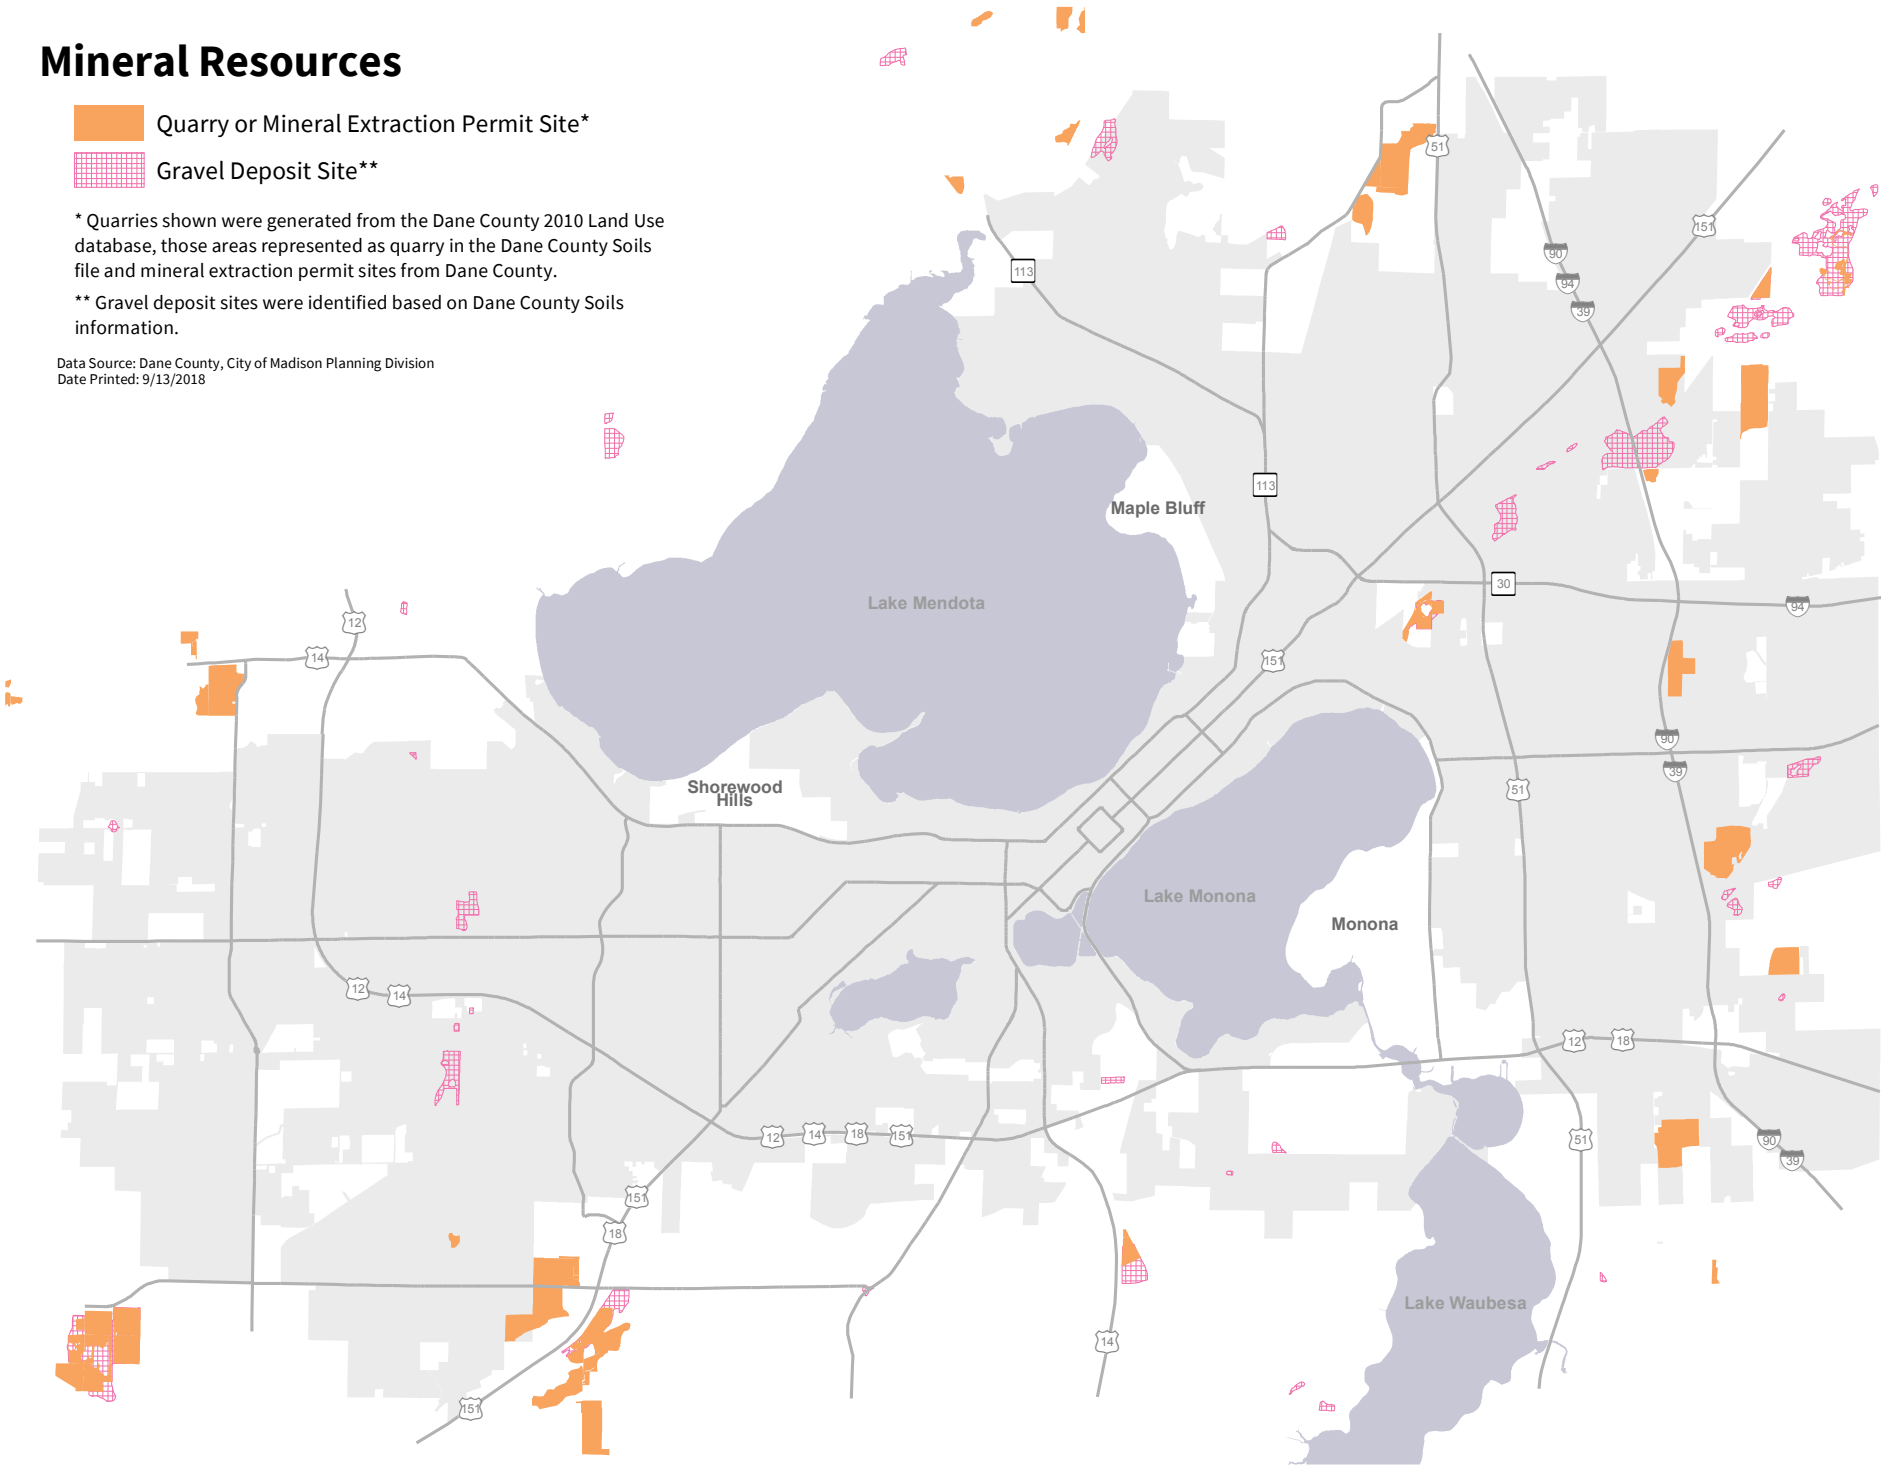 Mineral Resources
Quarry or Mineral Extraction Permit Site*
Gravel Deposit Site**
* Quarries shown were generated from the Dane County 2010 Land Use
database, those areas represented as quarry in the Dane County Soils
file and mineral extraction permit sites from Dane County.
** Gravel deposit sites were identified based on Dane County Soils
information.
Data Source: Dane County, City of Madison Planning Division
Date Printed: 9/13/2018
51
151
90
94
39
113
113
Maple Bluff
30
Lake Mendota
94
12
14
151
90
39
51
Shorewood
Hills
Lake Monona
Monona
12
14
12
18
12
14
18
151
51
90
39
151
18
Lake Waubesa
14
151